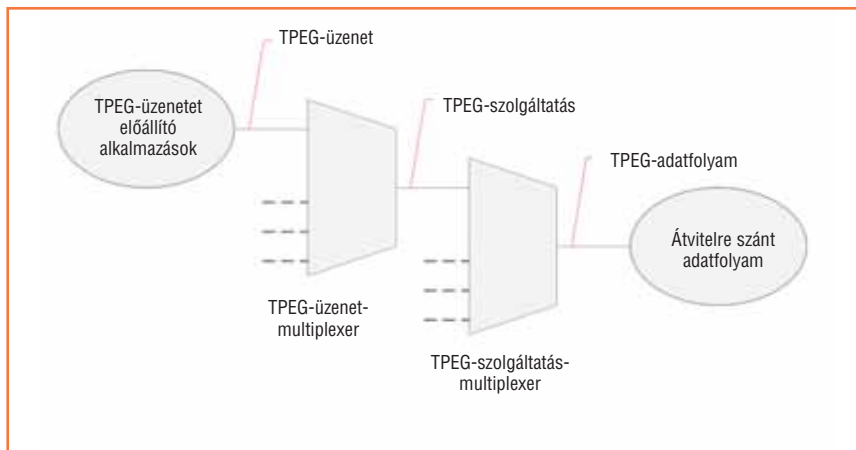 TPEG-üzenet
TPEG-üzenetet
előállító
alkalmazások
TPEG-szolgáltatás
TPEG-adatfolyam
Átvitelre szánt
adatfolyam
TPEG-üzenet-
multiplexer
TPEG-szolgáltatás-
multiplexer